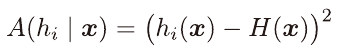 A(h_i | x) = (h_i(x) − H(x))^2